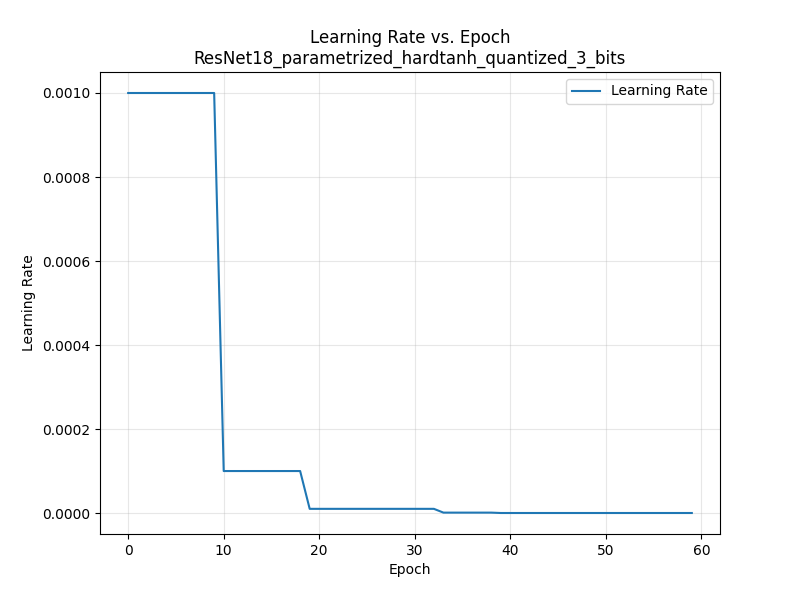 Learning Rate vs. Epoch
ResNet18_parametrized_hardtanh_quantized_3_bits
Learning Rate
0.0010
0.0008
0.0006
0.0004
0.0002
0.0000
Learning Rate
0 10 20 30 40 50 60
Epoch